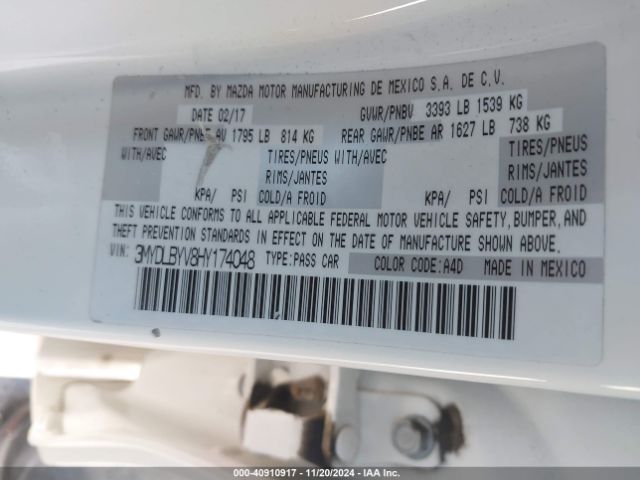 MFD. BY MAZDA MOTOR MANUFACTURING DE MEXICO S.A. DE C.V.
DATE 02/17 GVWR/PNBV 3393 LB 1539 KG
FRONT GAWR/PNBE AV 1795 LB 814 KG REAR GAWR/PNBE AR 1627 LB 738 KG
WITH/AVEC TIRES/PNEUS WITH/AVEC TIRES/PNEUS
RIMS/JANTES RIMS/JANTES
KPA/ PSI COLD/A FROID KPA/ PSI COLD/A FROID
THIS VEHICLE CONFORMS TO ALL APPLICABLE FEDERAL MOTOR VEHICLE SAFETY, BUMPER, AND
THEFT PREVENTION STANDARDS IN EFFECT ON THE DATE OF MANUFACTURE SHOWN ABOVE.
VIN: 3MYDLBYV8HY174048 TYPE:PASS CAR COLOR CODE:A4D MADE IN MEXICO
000-40910917 - 11/20/2024 - IAA Inc.